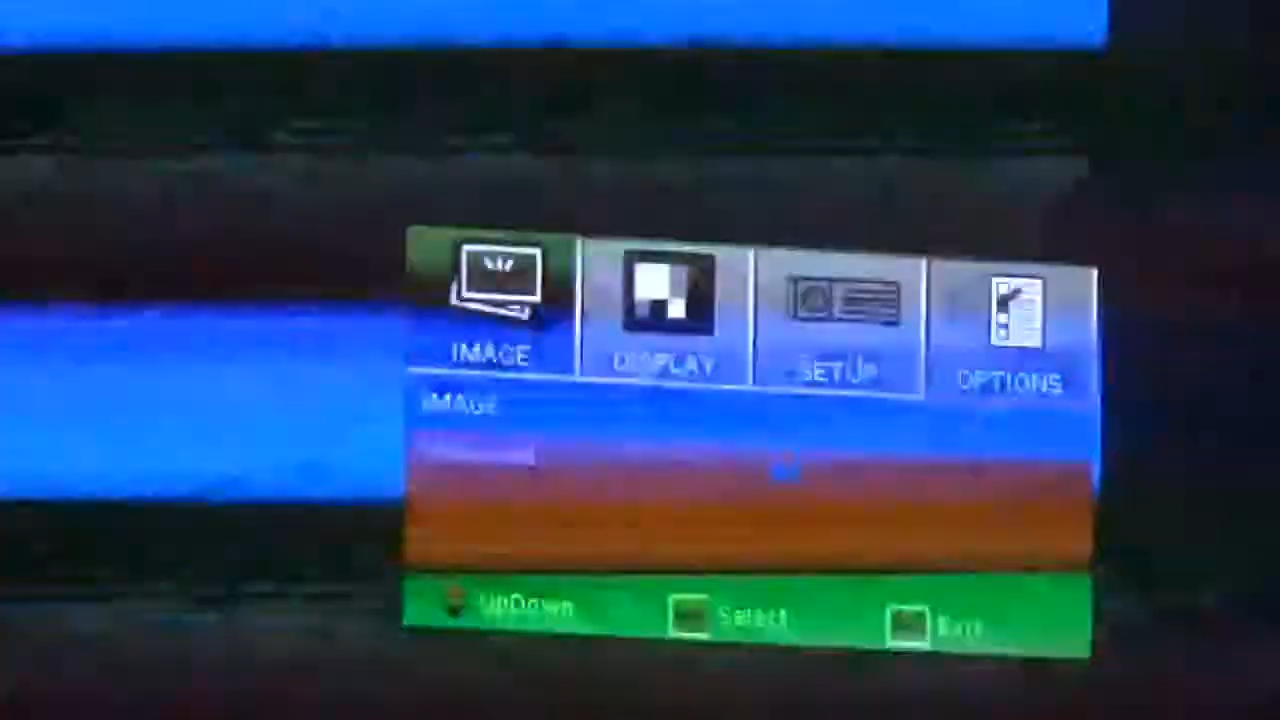 IMAGE
DISPLAY
SETUP
OPTIONS
IMAGE
UpDown
Select
Exit